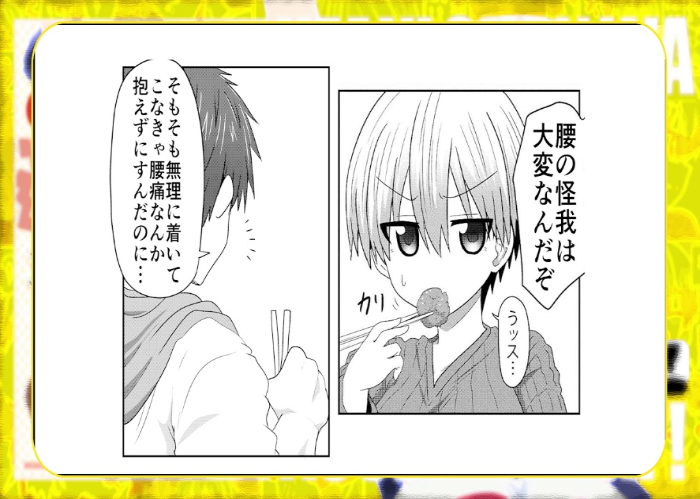 腰の怪我は
大変なんだぞ
うッス…
カリ
そもそも無理に着いて
こなきゃ腰痛なんか
抱えずにすんだのに…